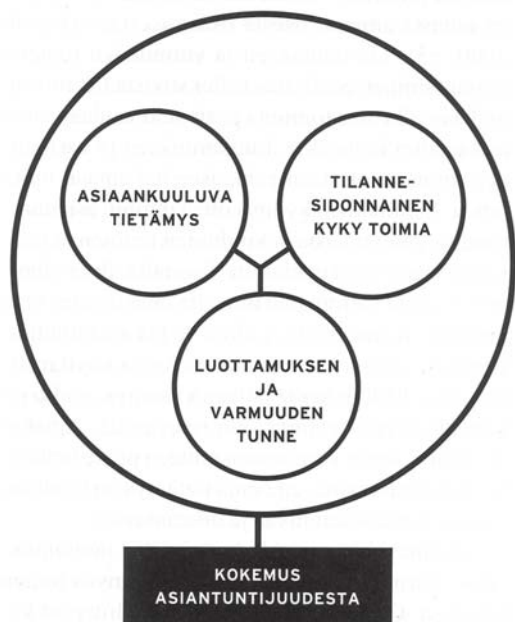 ASIAANKUULUVA
TIETÄMYS
TILANNE-
SIDONNAINEN
KYKY TOIMIA
LUOTTAMUKSEN
JA
VARMUUDEN
TUNNE
KOKEMUS
ASIANTUNTIJUUDESTA